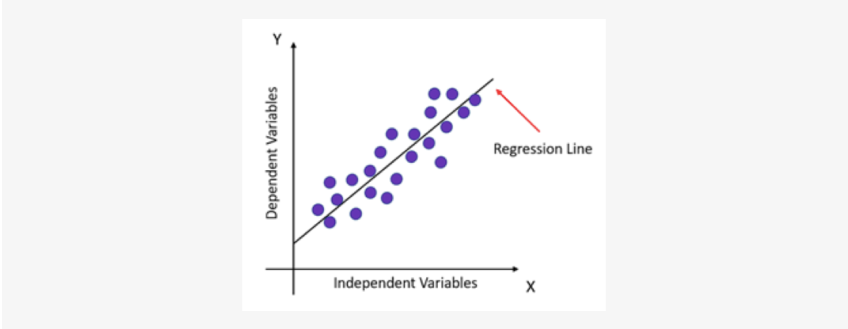 Y
Dependent Variables
Regression Line
Independent Variables
X